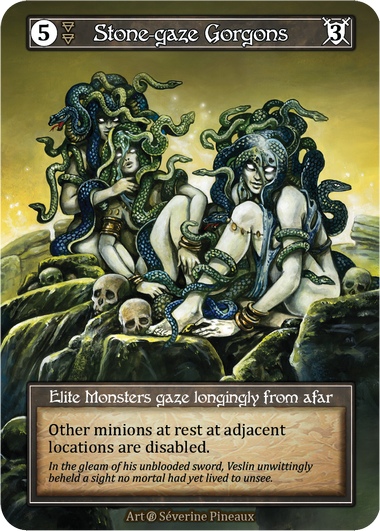 5 Stone-gaze Gorgons 3
Elite Monsters gaze longingly from afar
Other minions at rest at adjacent
locations are disabled.
In the gleam of his unblooded sword, Veslin unwittingly
beheld a sight no mortal had yet lived to unsee.
Art @ Séverine Pineaux